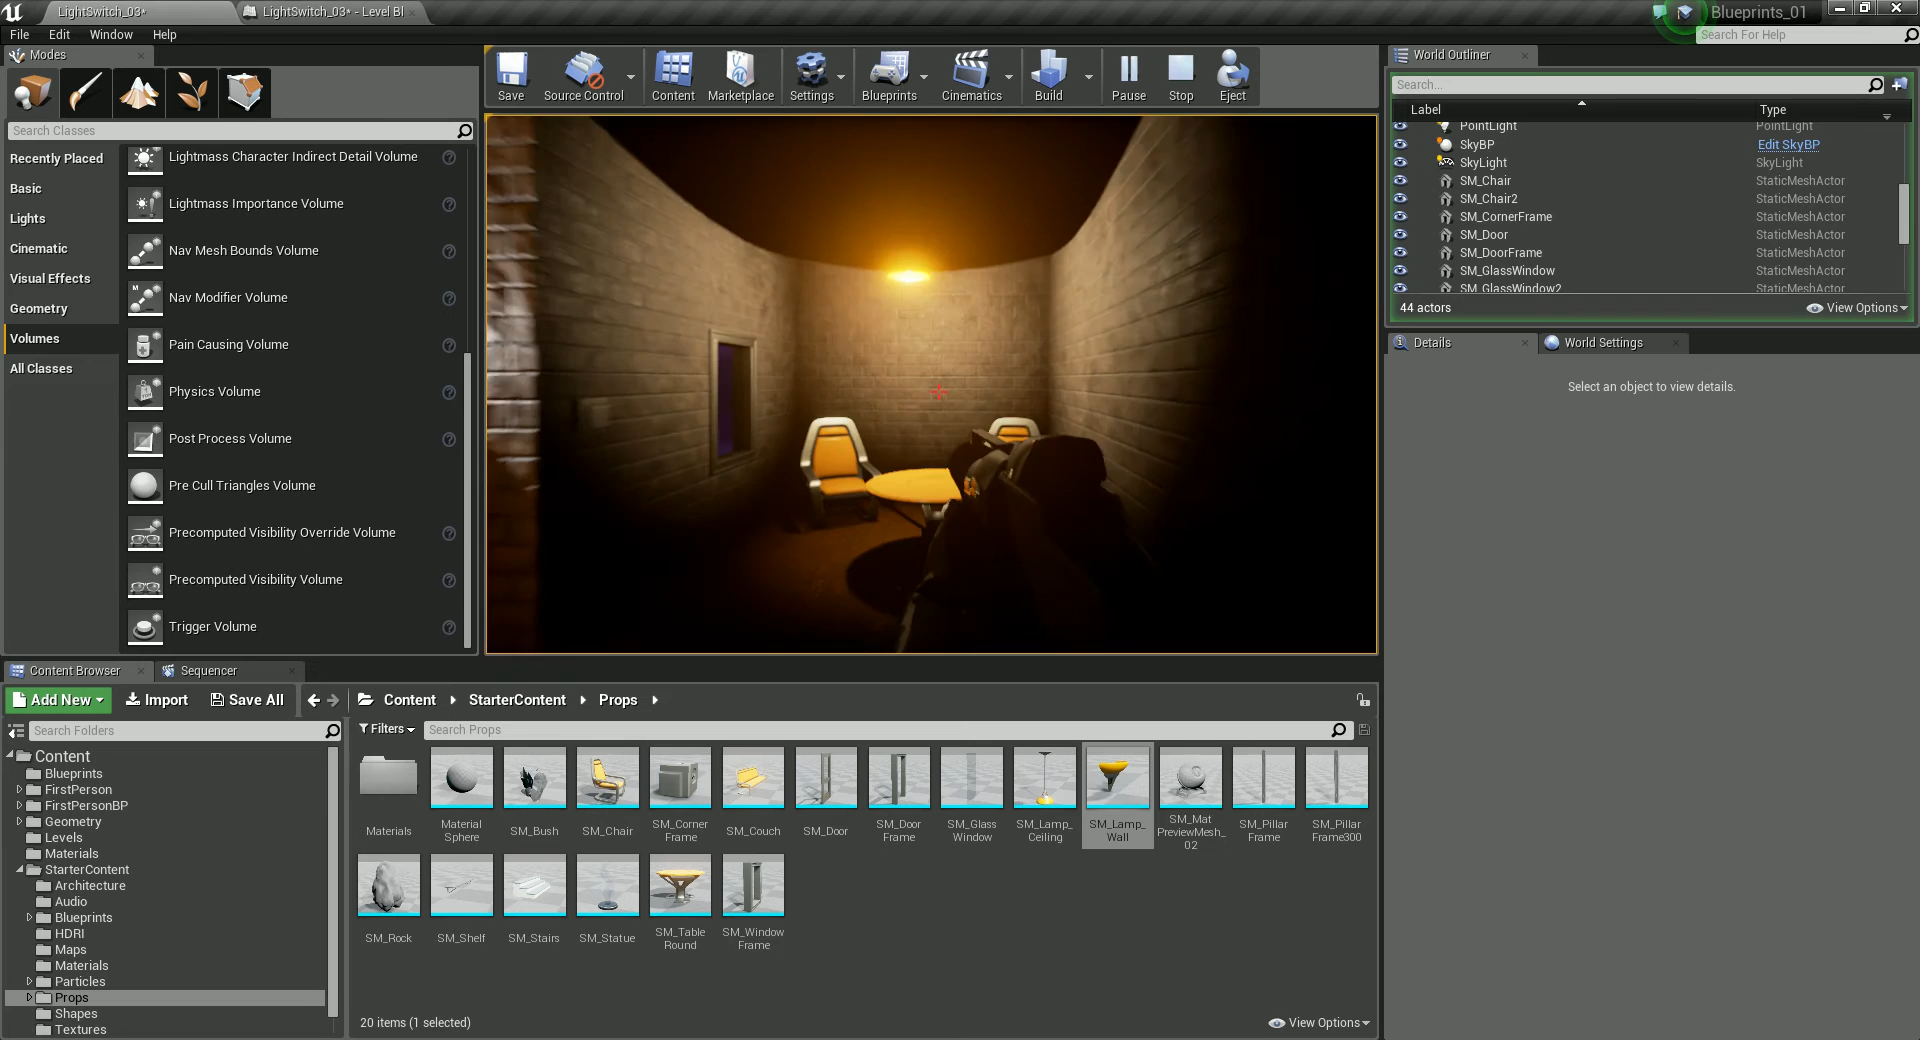 LightSwitch_03*
LightSwitch_03* - Level Bl
Blueprints_01
File Edit Window Help
Search For Help
Modes
Search Classes
Recently Placed
Basic
Lights
Cinematic
Visual Effects
Geometry
Volumes
All Classes
Lightmass Character Indirect Detail Volume
Lightmass Importance Volume
Nav Mesh Bounds Volume
Nav Modifier Volume
Pain Causing Volume
Physics Volume
Post Process Volume
Pre Cull Triangles Volume
Precomputed Visibility Override Volume
Precomputed Visibility Volume
Trigger Volume
Save Source Control Content Marketplace Settings Blueprints Cinematics Build Pause Stop Eject
World Outliner
Search...
Label Type
PointLight PointLight
SkyBP Edit SkyBP
SkyLight SkyLight
SM_Chair StaticMeshActor
SM_Chair2 StaticMeshActor
SM_CornerFrame StaticMeshActor
SM_Door StaticMeshActor
SM_DoorFrame StaticMeshActor
SM_GlassWindow StaticMeshActor
SM_GlassWindow2 StaticMeshActor
44 actors View Options
Details World Settings
Select an object to view details.
Content Browser Sequencer
Add New Import Save All Content StarterContent Props
Search Folders
Filters Search Props
Content
Blueprints
FirstPerson
FirstPersonBP
Geometry
Levels
Materials
StarterContent
Architecture
Audio
Blueprints
HDRI
Maps
Materials
Particles
Props
Shapes
Textures
Materials
Material
Sphere
SM_Bush
SM_Chair
SM_Corner
Frame
SM_Couch
SM_Door
SM_Door
Frame
SM_Glass
Window
SM_Lamp_
Ceiling
SM_Lamp_
Wall
SM_Mat
PreviewMesh_
02
SM_Pillar
Frame
SM_Pillar
Frame300
SM_Rock
SM_Shelf
SM_Stairs
SM_Statue
SM_Table
Round
SM_Window
Frame
20 items (1 selected) View Options